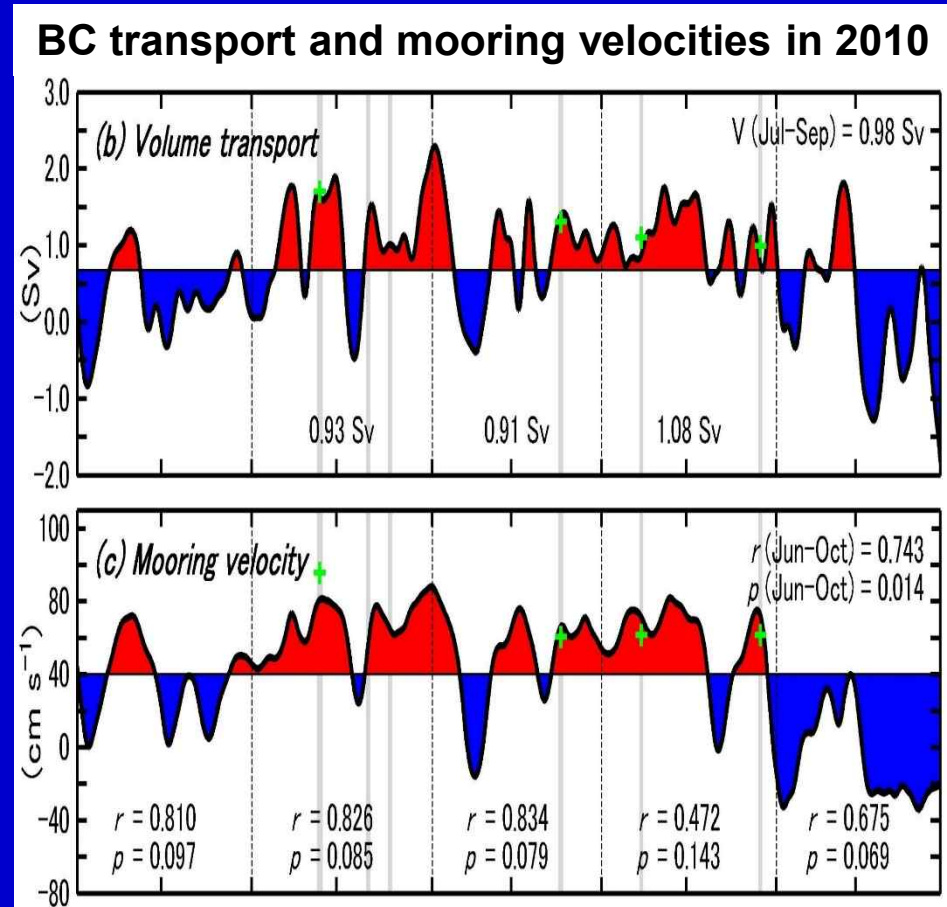 BC transport and mooring velocities in 2010
3.0
2.0
1.0
0.0
−1.0
−2.0
(Sv)
(b) Volume transport
V (Jul-Sep) = 0.98 Sv
0.93 Sv
0.91 Sv
1.08 Sv
100
80
40
0
−40
−80
(cm s⁻¹)
(c) Mooring velocity
r (Jun-Oct) = 0.743
p (Jun-Oct) = 0.014
r = 0.810
p = 0.097
r = 0.826
p = 0.085
r = 0.834
p = 0.079
r = 0.472
p = 0.143
r = 0.675
p = 0.069